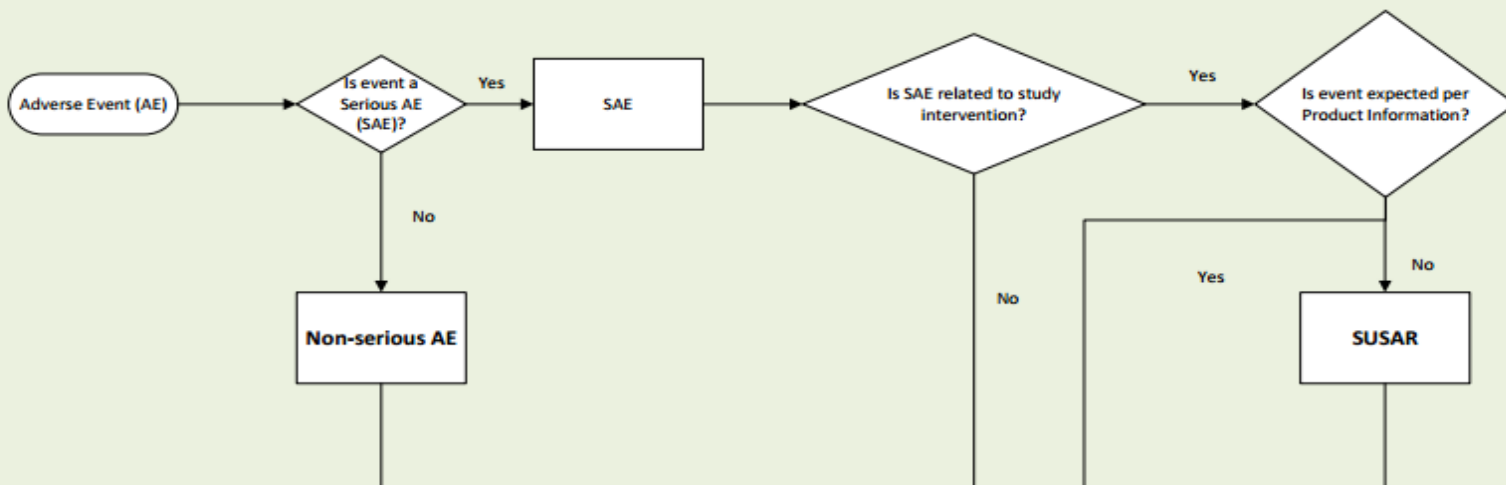 Adverse Event (AE)
Is event a
Serious AE
(SAE)?
Yes
SAE
Is SAE related to study
intervention?
Yes
Is event expected per
Product Information?
No
Non-serious AE
No
Yes
No
SUSAR